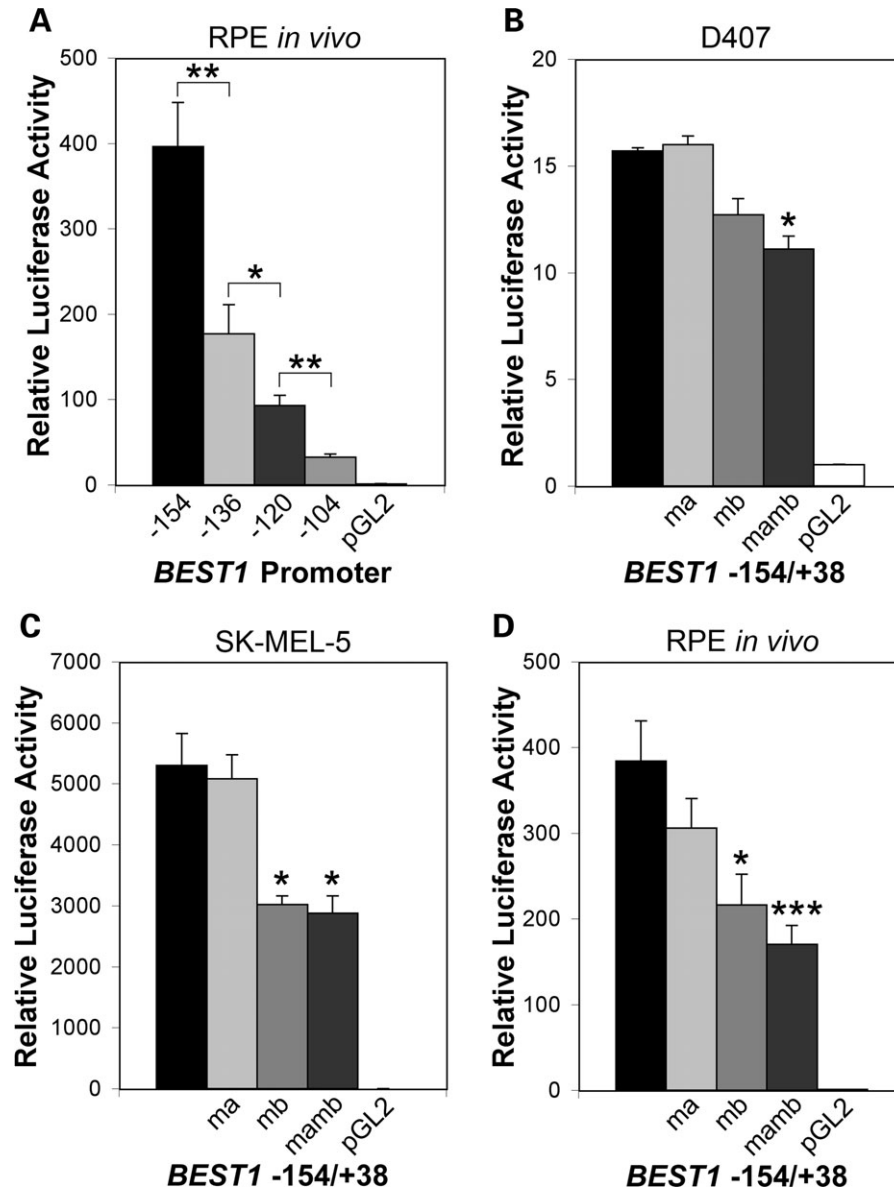 A
RPE in vivo
Relative Luciferase Activity
500
400
300
200
100
0
**
*
**
-154
-136
-120
-104
pGL2
BEST1 Promoter
B
D407
Relative Luciferase Activity
20
15
10
5
0
*
ma
mb
mamb
pGL2
BEST1 -154/+38
C
SK-MEL-5
Relative Luciferase Activity
7000
6000
5000
4000
3000
2000
1000
0
*
*
ma
mb
mamb
pGL2
BEST1 -154/+38
D
RPE in vivo
Relative Luciferase Activity
500
400
300
200
100
0
*
***
ma
mb
mamb
pGL2
BEST1 -154/+38